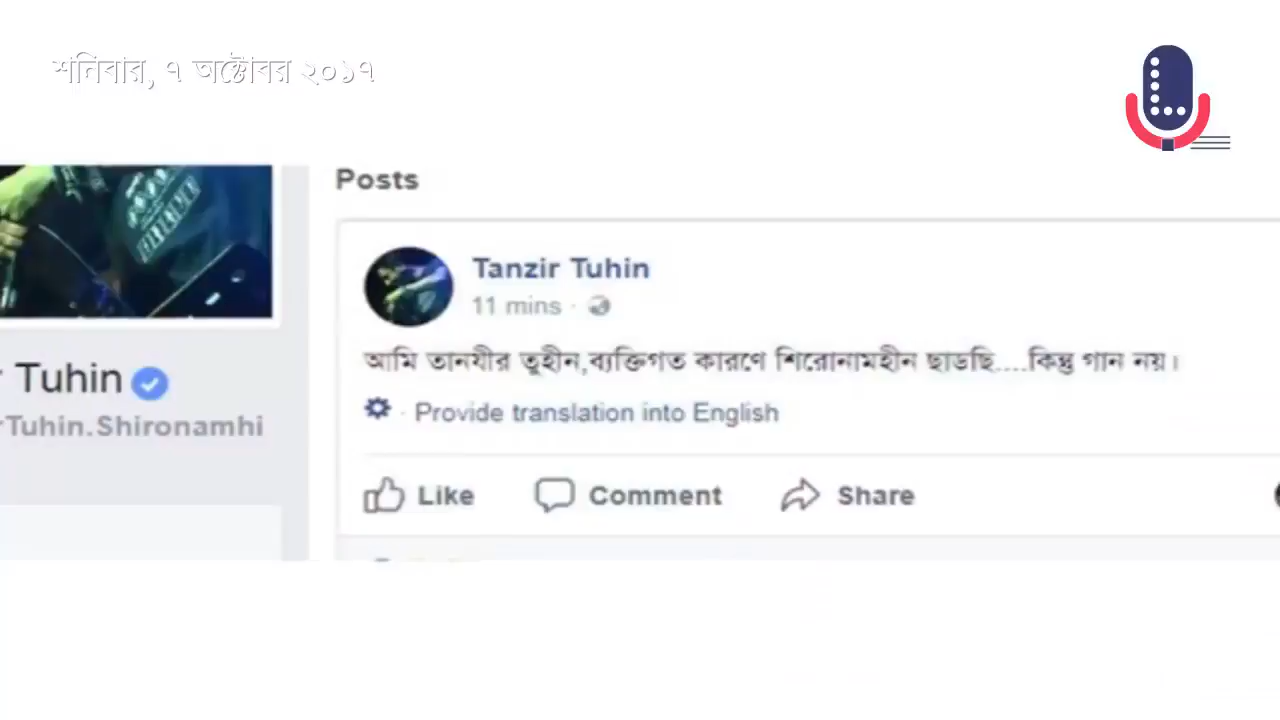 শনিবার, ৭ অক্টোবর ২০১৭
Posts
Tanzir Tuhin
11 mins ·
আমি তানযীর তুহীন,ব্যক্তিগত কারণে শিরোনামহীন ছাডছি....কিন্তু গান নয়।
· Provide translation into English
Like Comment Share
Tuhin
Tuhin.Shironamhi